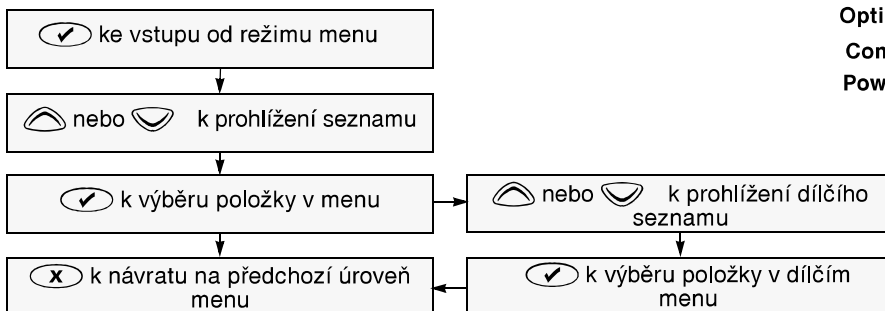 ✔ ke vstupu od režimu menu
nebo k prohlížení seznamu
✔ k výběru položky v menu
nebo k prohlížení dílčího
seznamu
X k návratu na předchozí úroveň
menu
✔ k výběru položky v dílčím
menu
Opti
Con
Pow